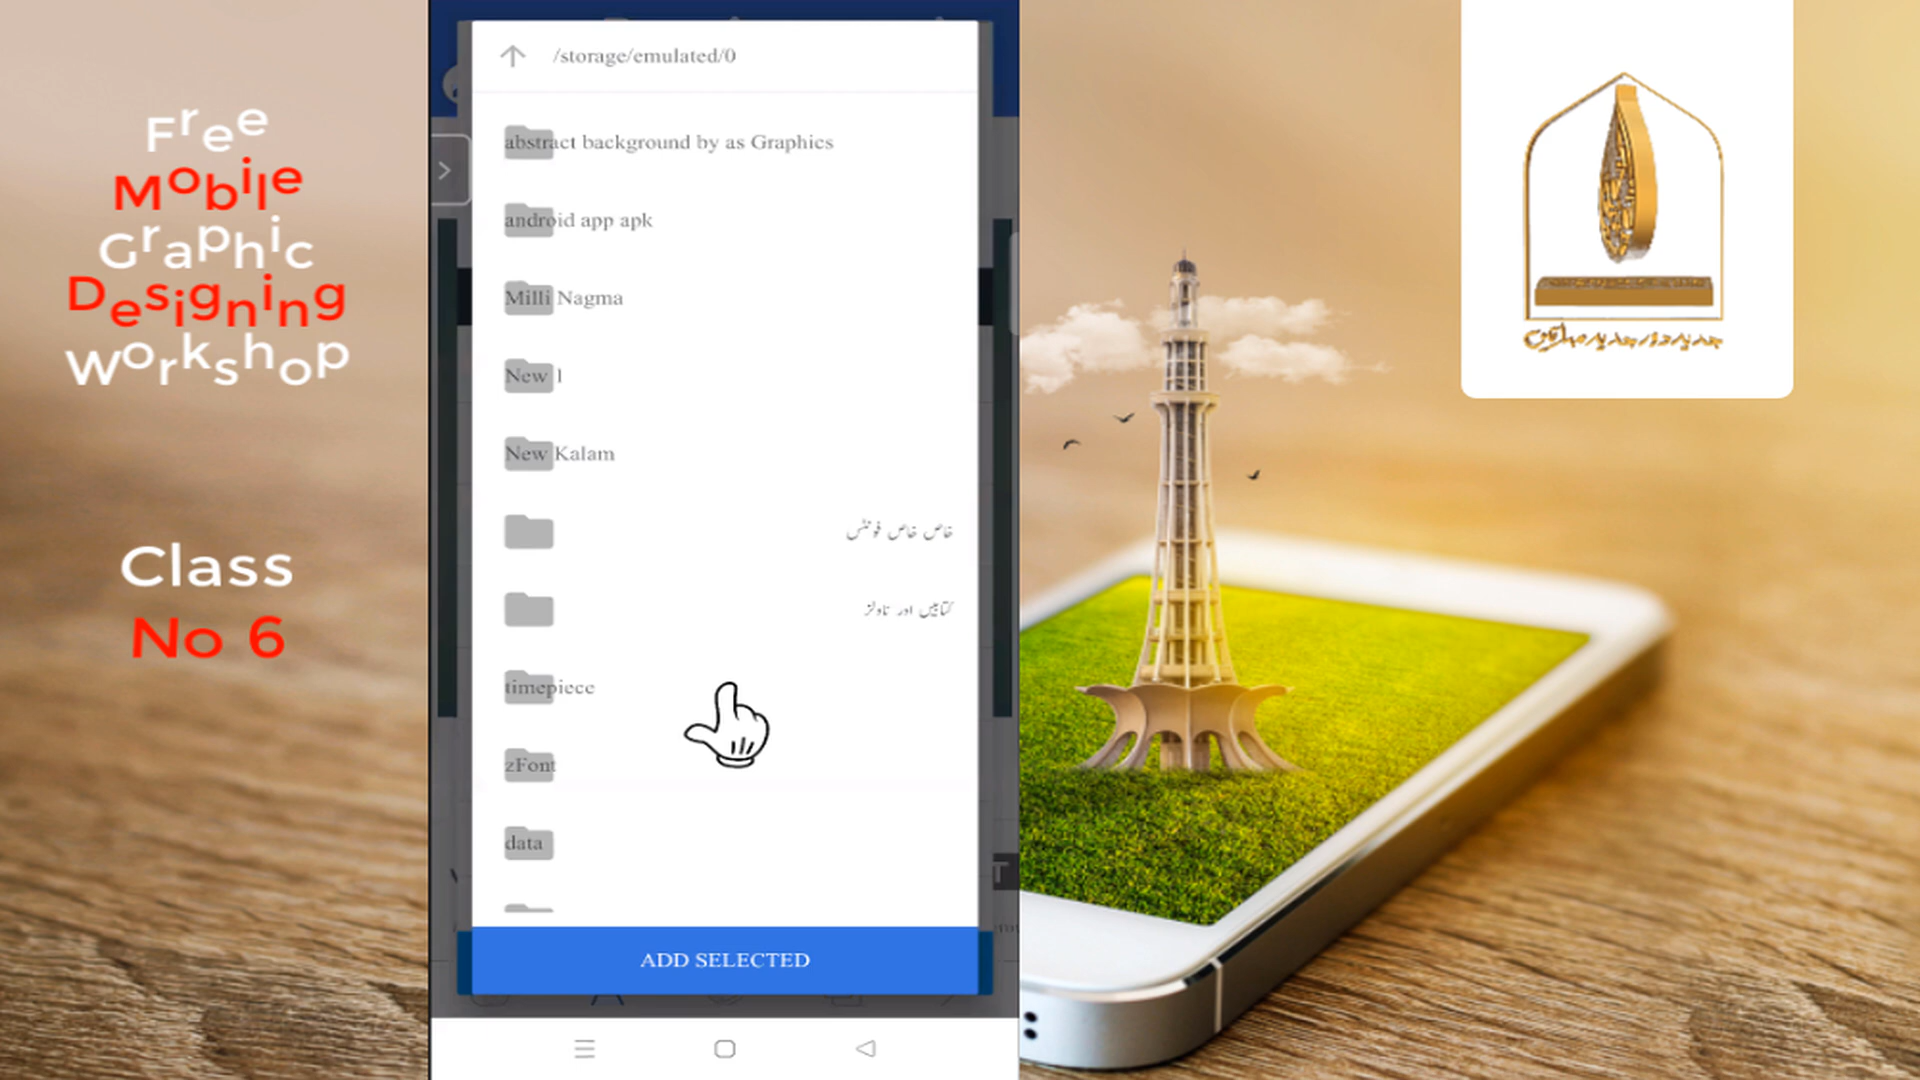 Free
Mobile
Graphic
Designing
Workshop
Class
No 6
/storage/emulated/0
abstract background by as Graphics
android app apk
Milli Nagma
New 1
New Kalam
خاص خاص فونٹس
کتابیں اور ناولز
timepiece
zFont
data
ADD SELECTED